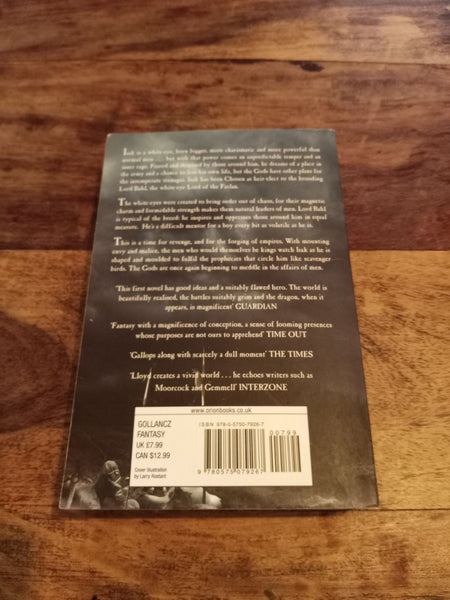 Isak is a white-eye, born bigger, more charismatic and more powerful than
normal men . . . but with that power comes an unpredictable temper and an
inner rage. Feared and despised by those around him, he dreams of a place in
the army and a chance to live his own life, but the Gods have other plans for
the intemperate teenager. Isak has been Chosen as heir-elect to the brooding
Lord Bahl, the white-eye Lord of the Farlan.
The white-eyes were created to bring order out of chaos, for their magnetic
charm and formidable strength makes them natural leaders of men. Lord Bahl
is typical of the breed: he inspires and oppresses those around him in equal
measure. He's a difficult mentor for a boy every bit as volatile as he is.
This is a time for revenge, and for the forging of empires. With mounting
envy and malice, the men who would themselves be kings watch Isak as he is
shaped and moulded to fulfil the prophecies that circle him like scavenger
birds. The Gods are once again beginning to meddle in the affairs of men.
'This first novel has good ideas and a suitably flawed hero. The world is
beautifully realised, the battles suitably grim and the dragon, when it
appears, is magnificent' GUARDIAN
'Fantasy with a magnificence of conception, a sense of looming presences
whose purposes are not ours to apprehend' TIME OUT
'Gallops along with scarcely a dull moment' THE TIMES
'Lloyd creates a vivid world . . . he echoes writers such as
Moorcock and Gemmell' INTERZONE
www.orionbooks.co.uk
GOLLANCZ
FANTASY
UK £7.99
CAN $12.99
Cover illustration
by Larry Rostant
ISBN 978-0-5750-7926-7
00799
9 780575 079267